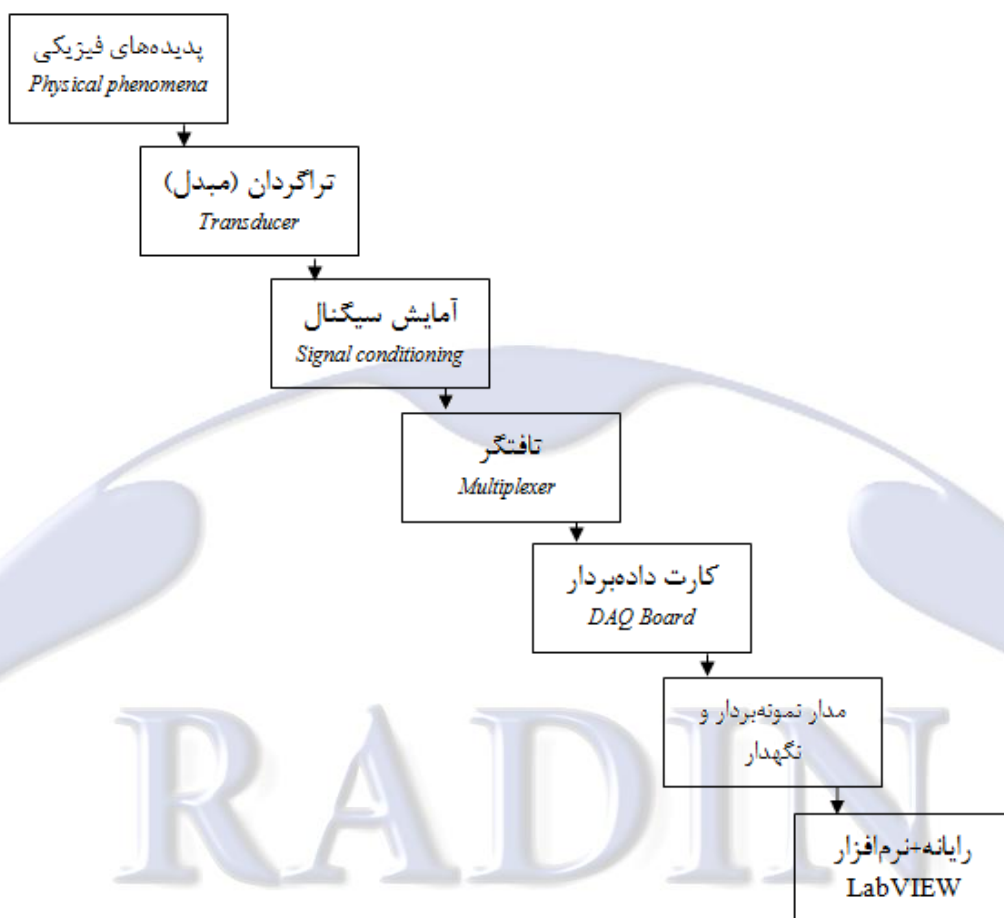 پدیده‌های فیزیکی
Physical phenomena
تراگردان (مبدل)
Transducer
آمایش سیگنال
Signal conditioning
تافتگر
Multiplexer
کارت داده‌بردار
DAQ Board
مدار نمونه‌بردار و
نگهدار
رایانه+نرم‌افزار
LabVIEW
RADIN